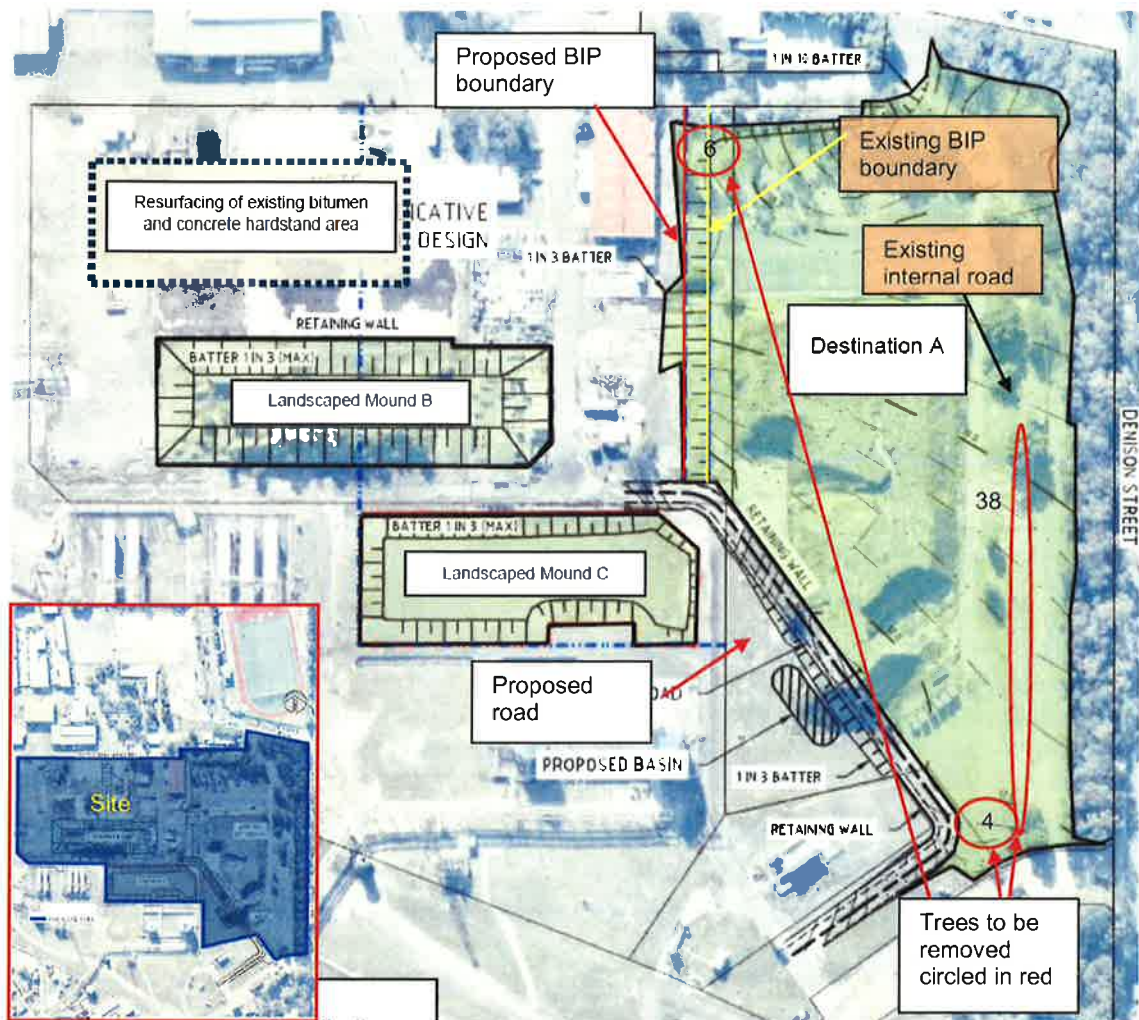 Proposed BIP
boundary
1 IN 10 BATTER
6
Existing BIP
boundary
Resurfacing of existing bitumen
and concrete hardstand area
ICATIVE
DESIGN
1 IN 3 BATTER
Existing
internal road
RETAINING WALL
Destination A
BATTER 1 IN 3 (MAX)
Landscaped Mound B
DENISON STREET
38
RETAINING WALL
BATTER 1 IN 3 (MAX)
Landscaped Mound C
Proposed
road
OAD
PROPOSED BASIN
1 IN 3 BATTER
Site
RETAINING WALL
4
Trees to be
removed
circled in red